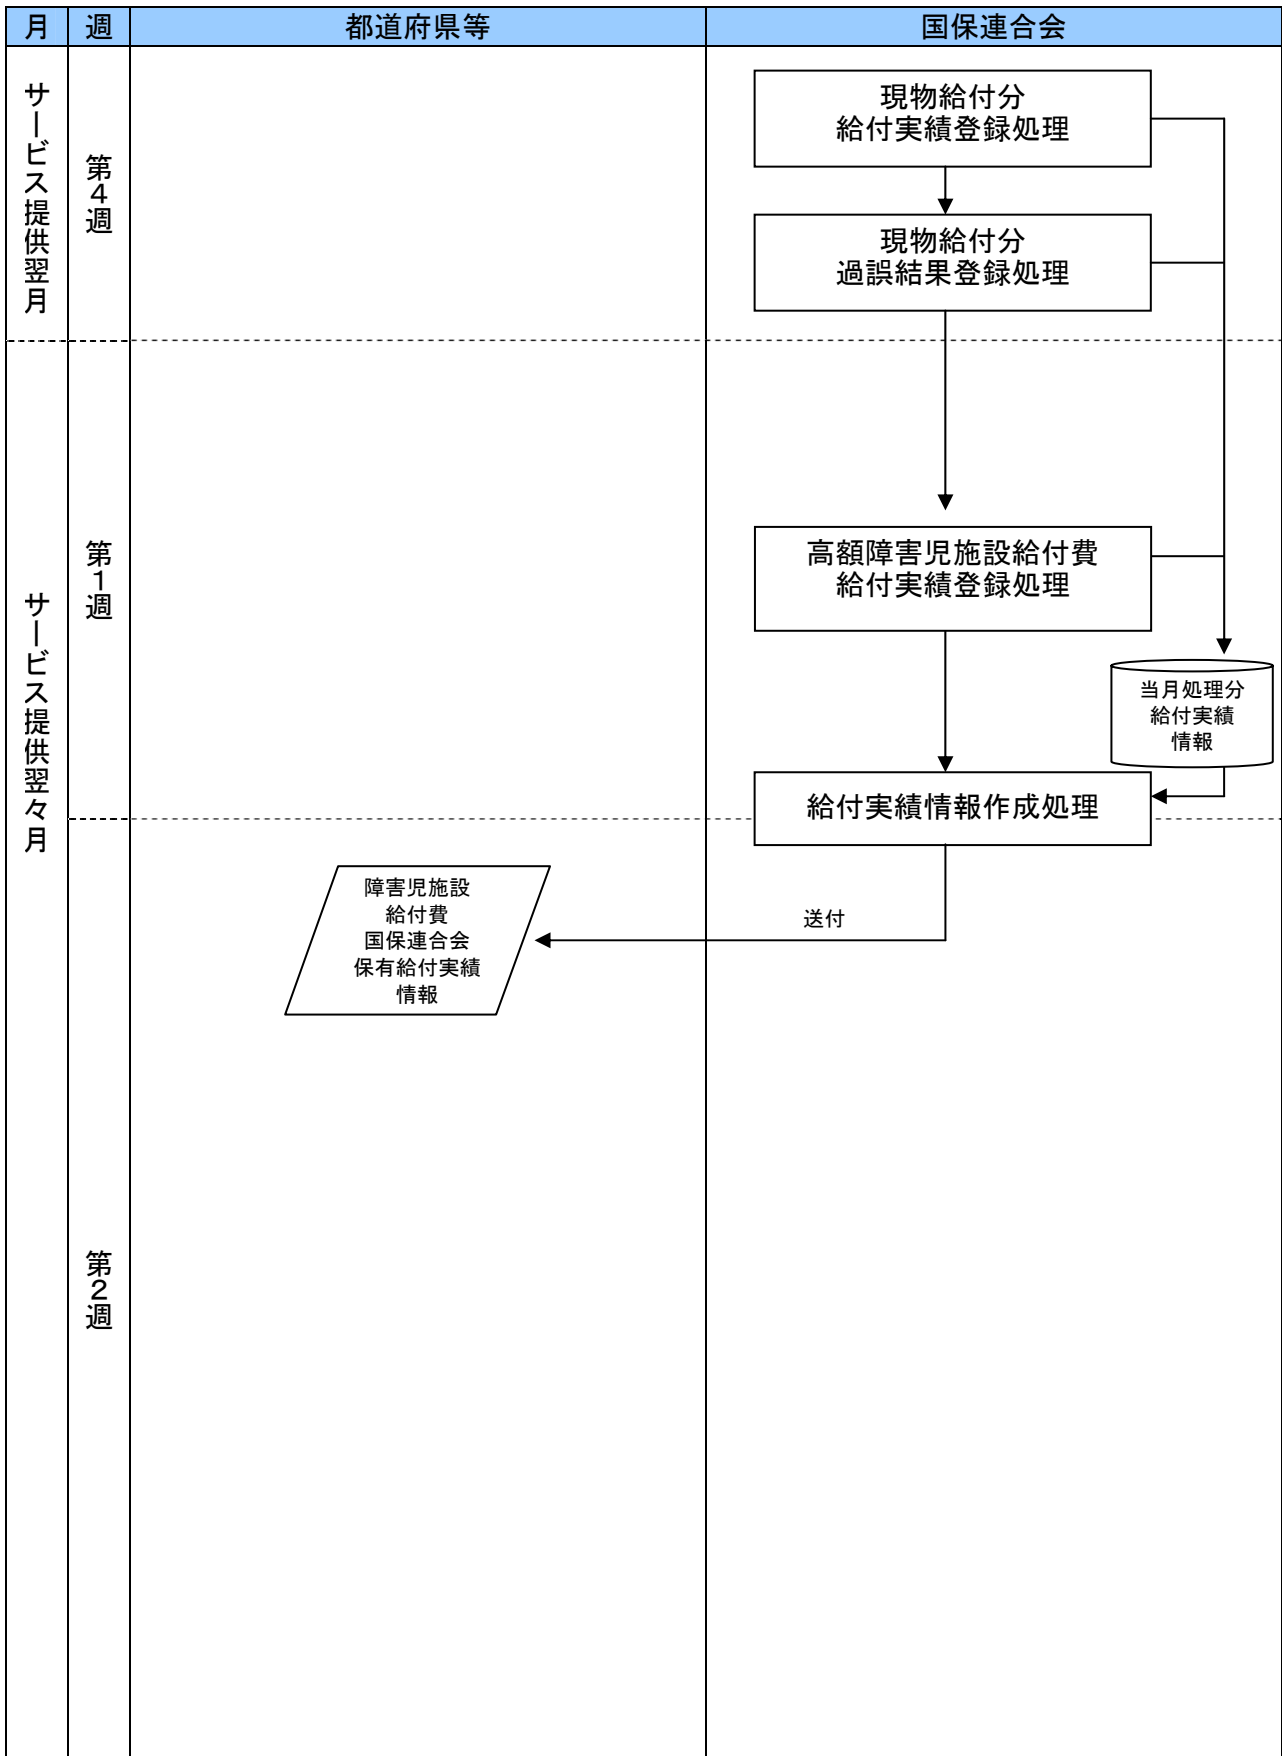 月
週
都道府県等
国保連合会
サービス提供翌月
第4週
現物給付分
給付実績登録処理
現物給付分
過誤結果登録処理
サービス提供翌々月
第1週
高額障害児施設給付費
給付実績登録処理
当月処理分
給付実績
情報
給付実績情報作成処理
第2週
障害児施設
給付費
国保連合会
保有給付実績
情報
送付